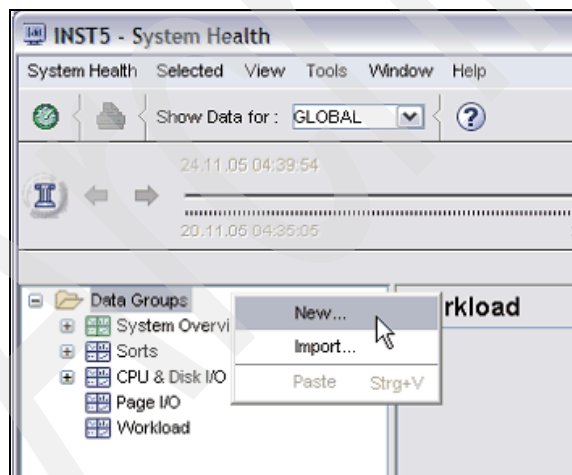 INST5 - System Health
System Health Selected View Tools Window Help
Show Data for : GLOBAL
24.11.05 04:39:54
20.11.05 04:35:05
Data Groups
System Overvi
Sorts
CPU & Disk I/O
Page I/O
Workload
New...
Import...
Paste Strg+V
rkload